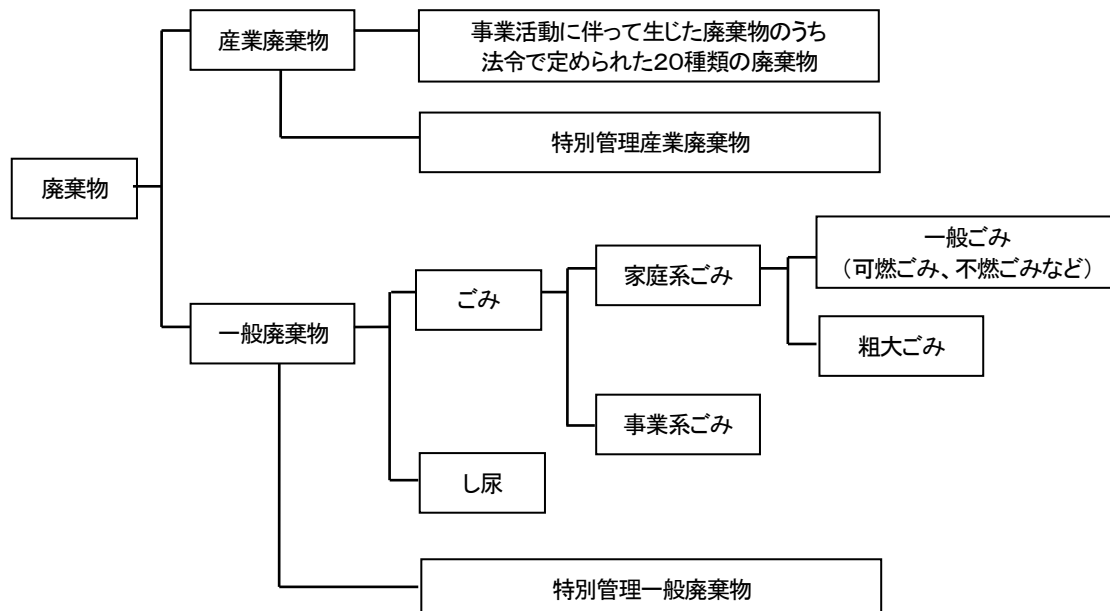 産業廃棄物
事業活動に伴って生じた廃棄物のうち
法令で定められた20種類の廃棄物
特別管理産業廃棄物
廃棄物
一般ごみ
（可燃ごみ、不燃ごみなど）
家庭系ごみ
ごみ
一般廃棄物
粗大ごみ
事業系ごみ
し尿
特別管理一般廃棄物